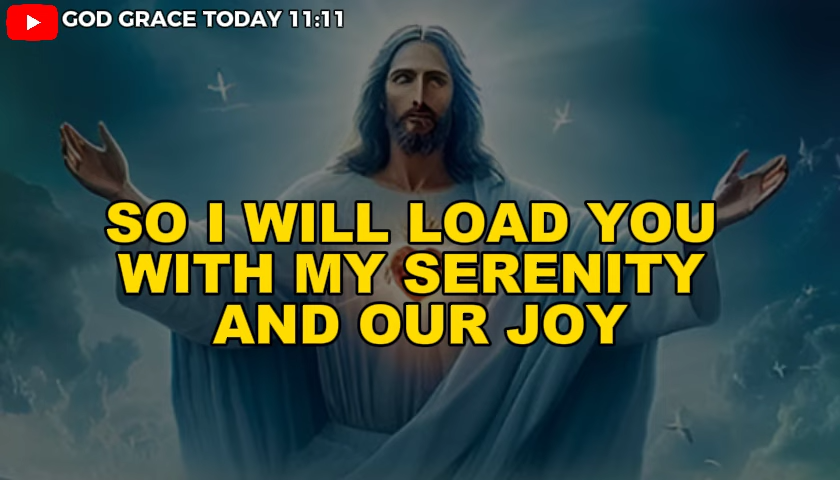 GOD GRACE TODAY 11:11
SO I WILL LOAD YOU
WITH MY SERENITY
AND OUR JOY